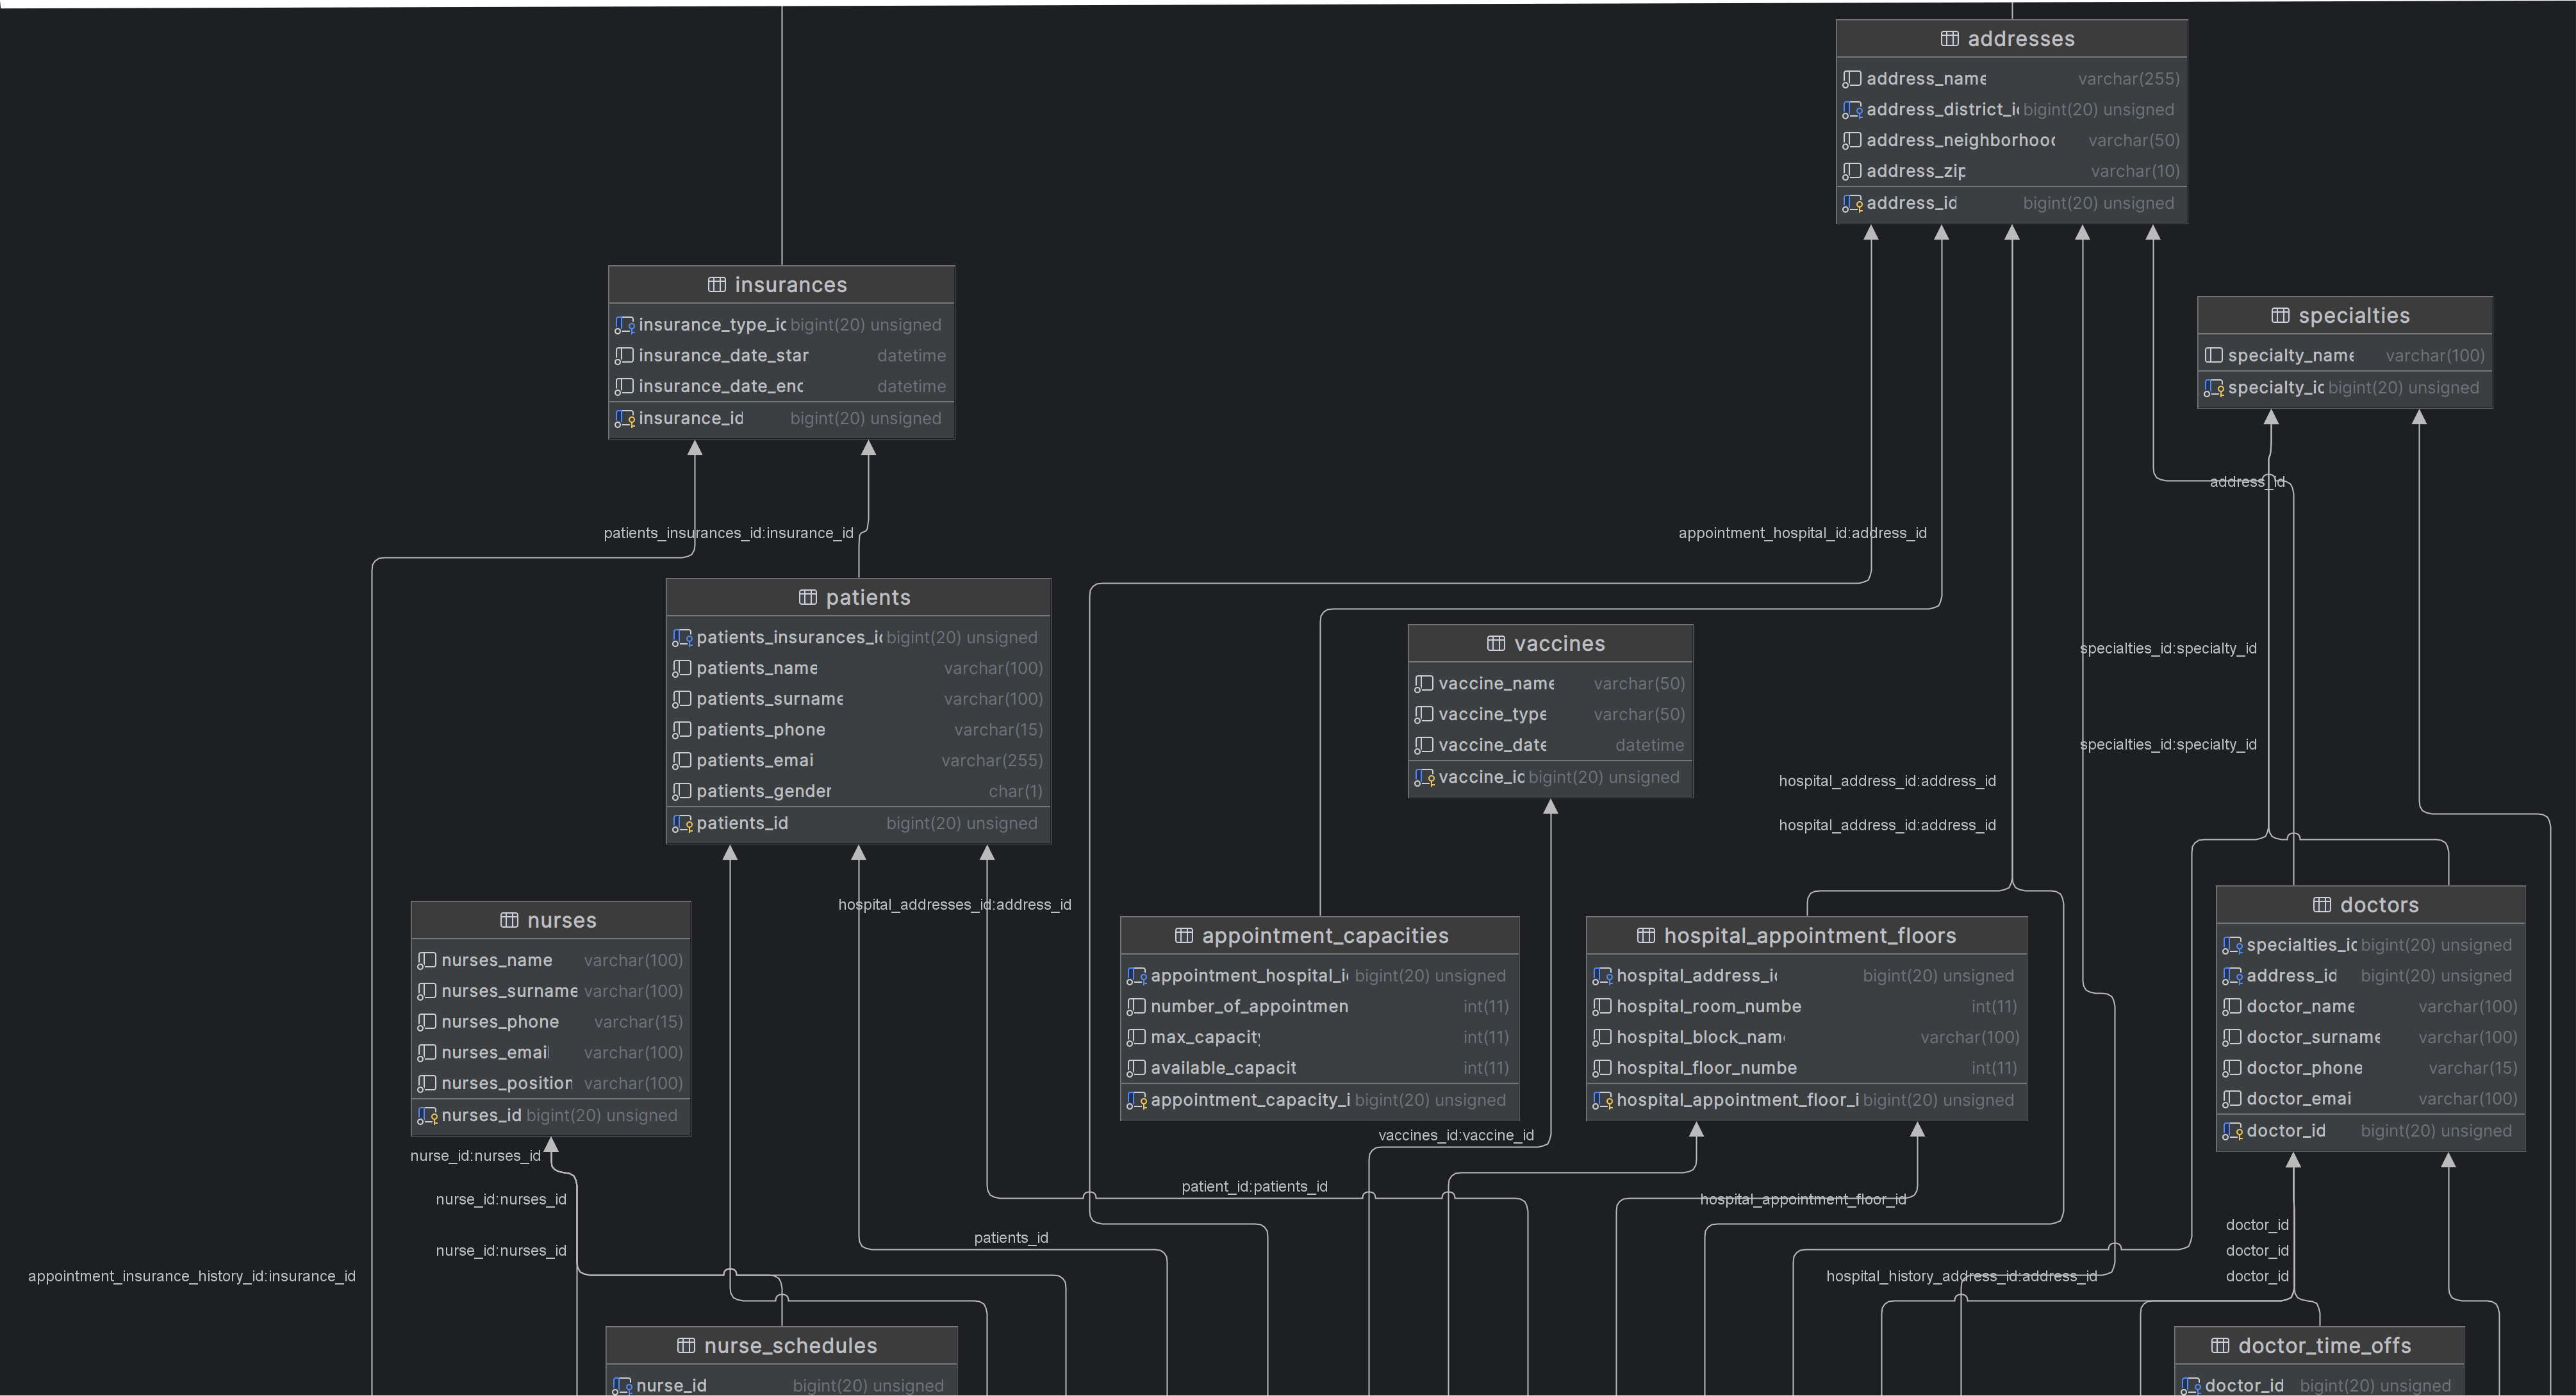 addresses
address_name varchar(255)
address_district_i bigint(20) unsigned
address_neighborhood varchar(50)
address_zip varchar(10)
address_id bigint(20) unsigned
insurances
insurance_type_id bigint(20) unsigned
insurance_date_star datetime
insurance_date_end datetime
insurance_id bigint(20) unsigned
specialties
specialty_name varchar(100)
specialty_id bigint(20) unsigned
address_id
patients_insurances_id:insurance_id
appointment_hospital_id:address_id
patients
patients_insurances_id bigint(20) unsigned
patients_name varchar(100)
patients_surname varchar(100)
patients_phone varchar(15)
patients_emai varchar(255)
patients_gender char(1)
patients_id bigint(20) unsigned
vaccines
vaccine_name varchar(50)
vaccine_type varchar(50)
vaccine_date datetime
vaccine_id bigint(20) unsigned
specialties_id:specialty_id
specialties_id:specialty_id
hospital_address_id:address_id
hospital_address_id:address_id
hospital_addresses_id:address_id
nurses
nurses_name varchar(100)
nurses_surname varchar(100)
nurses_phone varchar(15)
nurses_email varchar(100)
nurses_position varchar(100)
nurses_id bigint(20) unsigned
appointment_capacities
appointment_hospital_i bigint(20) unsigned
number_of_appointmen int(11)
max_capacity int(11)
available_capacit int(11)
appointment_capacity_i bigint(20) unsigned
hospital_appointment_floors
hospital_address_id bigint(20) unsigned
hospital_room_numbe int(11)
hospital_block_name varchar(100)
hospital_floor_numbe int(11)
hospital_appointment_floor_i bigint(20) unsigned
doctors
specialties_id bigint(20) unsigned
address_id bigint(20) unsigned
doctor_name varchar(100)
doctor_surname varchar(100)
doctor_phone varchar(15)
doctor_emai varchar(100)
doctor_id bigint(20) unsigned
vaccines_id:vaccine_id
nurse_id:nurses_id
patient_id:patients_id
nurse_id:nurses_id
hospital_appointment_floor_id
doctor_id
patients_id
nurse_id:nurses_id
doctor_id
appointment_insurance_history_id:insurance_id
hospital_history_address_id:address_id
doctor_id
nurse_schedules
nurse_id bigint(20) unsigned
doctor_time_offs
doctor_id bigint(20) unsigned